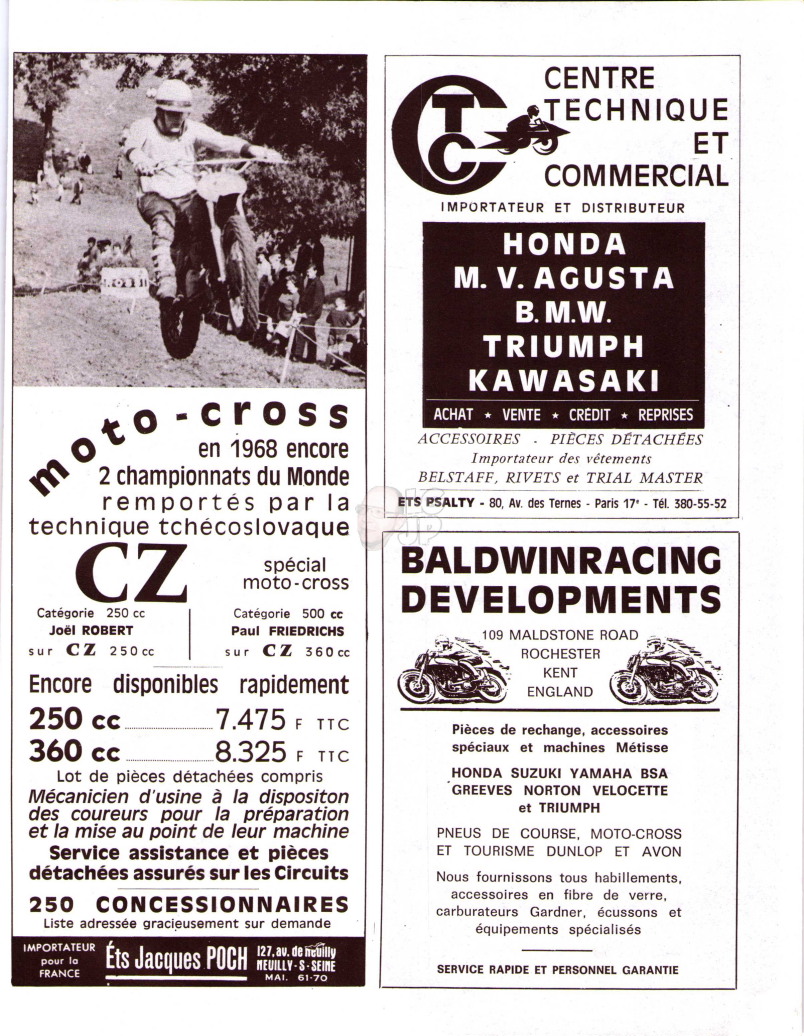 ROSSI
moto-cross
en 1968 encore
2 championnats du Monde
remportés par la
technique tchécoslovaque
CZ
spécial
moto-cross
Catégorie 250 cc
Joël ROBERT
sur CZ 250cc
Catégorie 500 cc
Paul FRIEDRICHS
sur CZ 360cc
Encore disponibles rapidement
250 cc ........ 7.475 F TTC
360 cc ........ 8.325 F TTC
Lot de pièces détachées compris
Mécanicien d'usine à la dispositon
des coureurs pour la préparation
et la mise au point de leur machine
Service assistance et pièces
détachées assurés sur les Circuits
250 CONCESSIONNAIRES
Liste adressée gracieusement sur demande
IMPORTATEUR
pour la
FRANCE
Éts Jacques POCH
127, av. de neuilly
NEUILLY-S-SEINE
MAI. 61-70
CTC
CENTRE
TECHNIQUE
ET
COMMERCIAL
IMPORTATEUR ET DISTRIBUTEUR
HONDA
M. V. AGUSTA
B. M.W.
TRIUMPH
KAWASAKI
ACHAT ★ VENTE ★ CRÉDIT ★ REPRISES
ACCESSOIRES - PIÈCES DÉTACHÉES
Importateur des vêtements
BELSTAFF, RIVETS et TRIAL MASTER
ETS PSALTY - 80, Av. des Ternes - Paris 17e - Tél. 380-55-52
LC
JP
BALDWINRACING
DEVELOPMENTS
109 MALDSTONE ROAD
ROCHESTER
KENT
ENGLAND
Pièces de rechange, accessoires
spéciaux et machines Métisse
HONDA SUZUKI YAMAHA BSA
GREEVES NORTON VELOCETTE
et TRIUMPH
PNEUS DE COURSE, MOTO-CROSS
ET TOURISME DUNLOP ET AVON
Nous fournissons tous habillements,
accessoires en fibre de verre,
carburateurs Gardner, écussons et
équipements spécialisés
SERVICE RAPIDE ET PERSONNEL GARANTIE